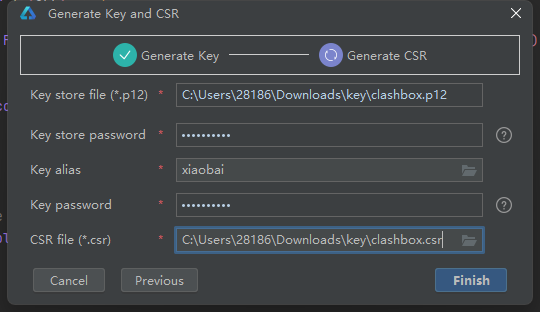 Generate Key and CSR
Generate Key Generate CSR
Key store file (*.p12) * C:\Users\28186\Downloads\key\clashbox.p12
Key store password * ••••••••••
Key alias * xiaobai
Key password * ••••••••••
CSR file (*.csr) * C:\Users\28186\Downloads\key\clashbox.csr
Cancel Previous Finish